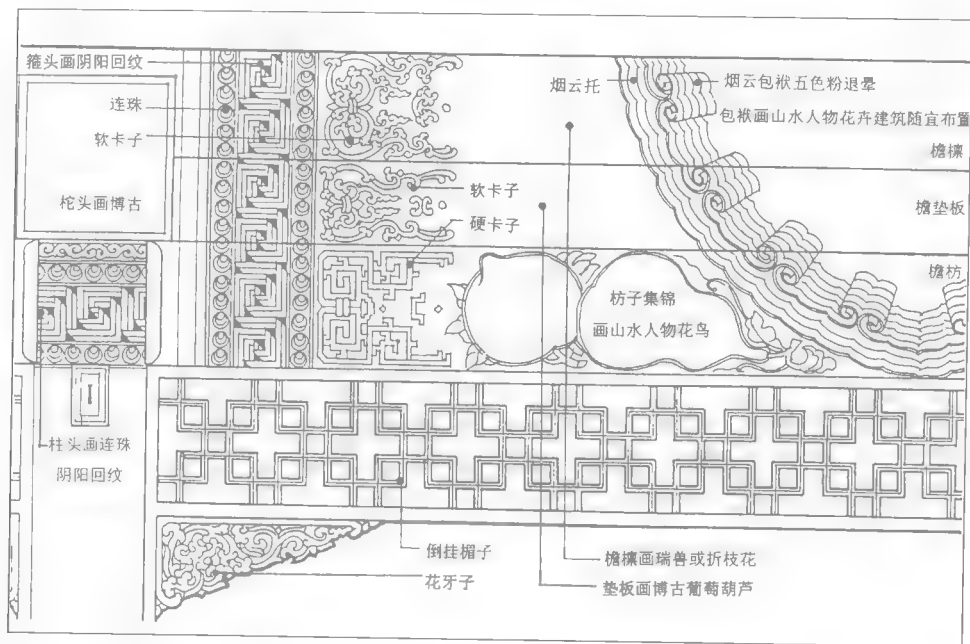 箍头画阴阳回纹
连珠
软卡子
柁头画博古
烟云托
烟云包袱五色粉退晕
包袱画山水人物花卉建筑随宜布置
檐檩
软卡子
硬卡子
檐垫板
檐枋
枋子集锦
画山水人物花鸟
柱头画连珠
阴阳回纹
倒挂楣子
花牙子
檐檩画瑞兽或折枝花
垫板画博古葡萄葫芦